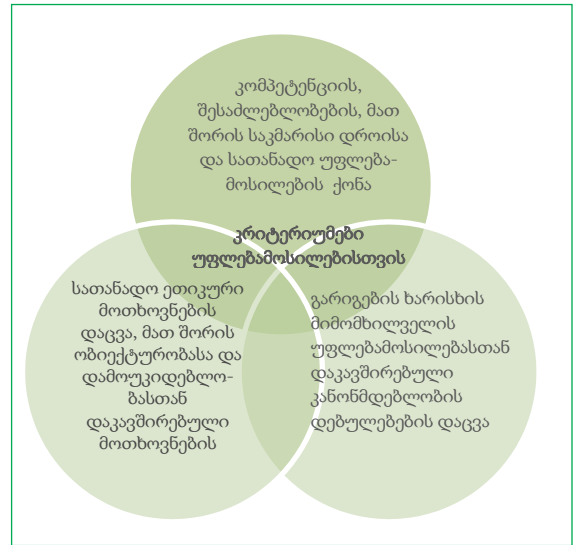 კომპეტენციის,
შესაძლებლობების, მათ
შორის საკმარისი დროისა
და სათანადო უფლება-
მოსილების ქონა
კრიტერიუმები
უფლებამოსილებისთვის
სათანადო ეთიკური
მოთხოვნების
დაცვა, მათ შორის
ობიექტურობასა და
დამოუკიდებლო-
ბასთან
დაკავშირებული
მოთხოვნების
გარიგების ხარისხის
მიმომხილველის
უფლებამოსილებასთან
დაკავშირებული
კანონმდებლობის
დებულებების დაცვა